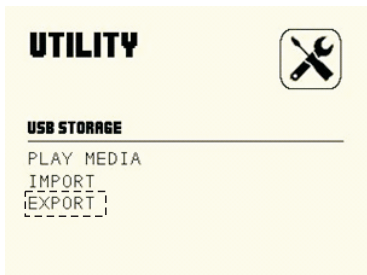 UTILITY
USB STORAGE
PLAY MEDIA
IMPORT
EXPORT